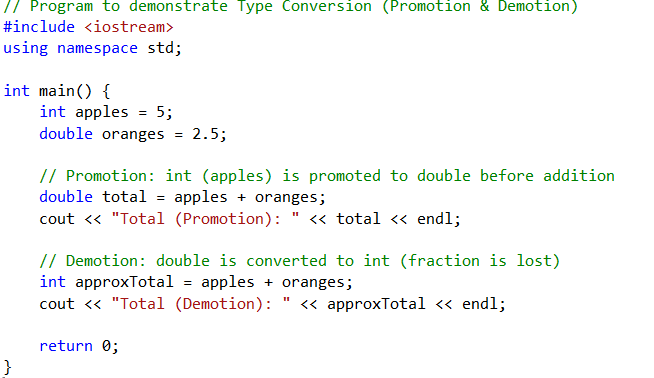 // Program to demonstrate Type Conversion (Promotion & Demotion)
#include <iostream>
using namespace std;

int main() {
    int apples = 5;
    double oranges = 2.5;

    // Promotion: int (apples) is promoted to double before addition
    double total = apples + oranges;
    cout << "Total (Promotion): " << total << endl;

    // Demotion: double is converted to int (fraction is lost)
    int approxTotal = apples + oranges;
    cout << "Total (Demotion): " << approxTotal << endl;

    return 0;
}